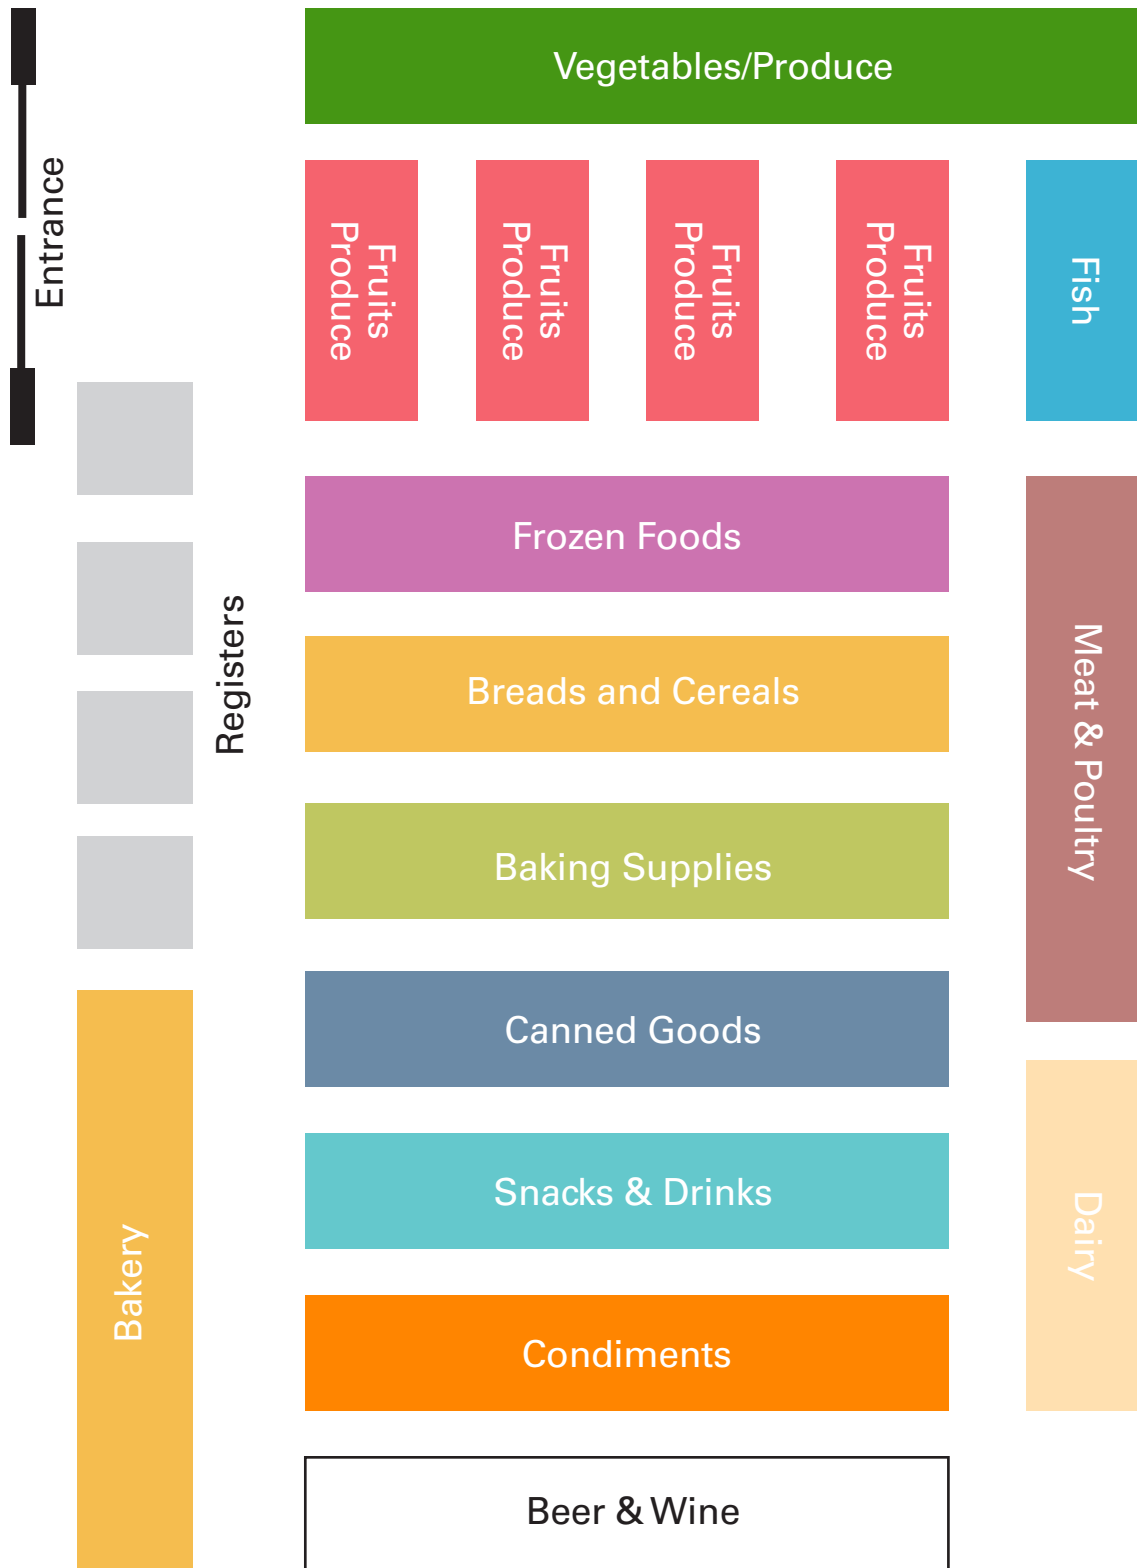 Vegetables/Produce
Entrance
Fruits
Produce
Fruits
Produce
Fruits
Produce
Fruits
Produce
Fish
Frozen Foods
Registers
Breads and Cereals
Meat & Poultry
Baking Supplies
Canned Goods
Snacks & Drinks
Dairy
Bakery
Condiments
Beer & Wine